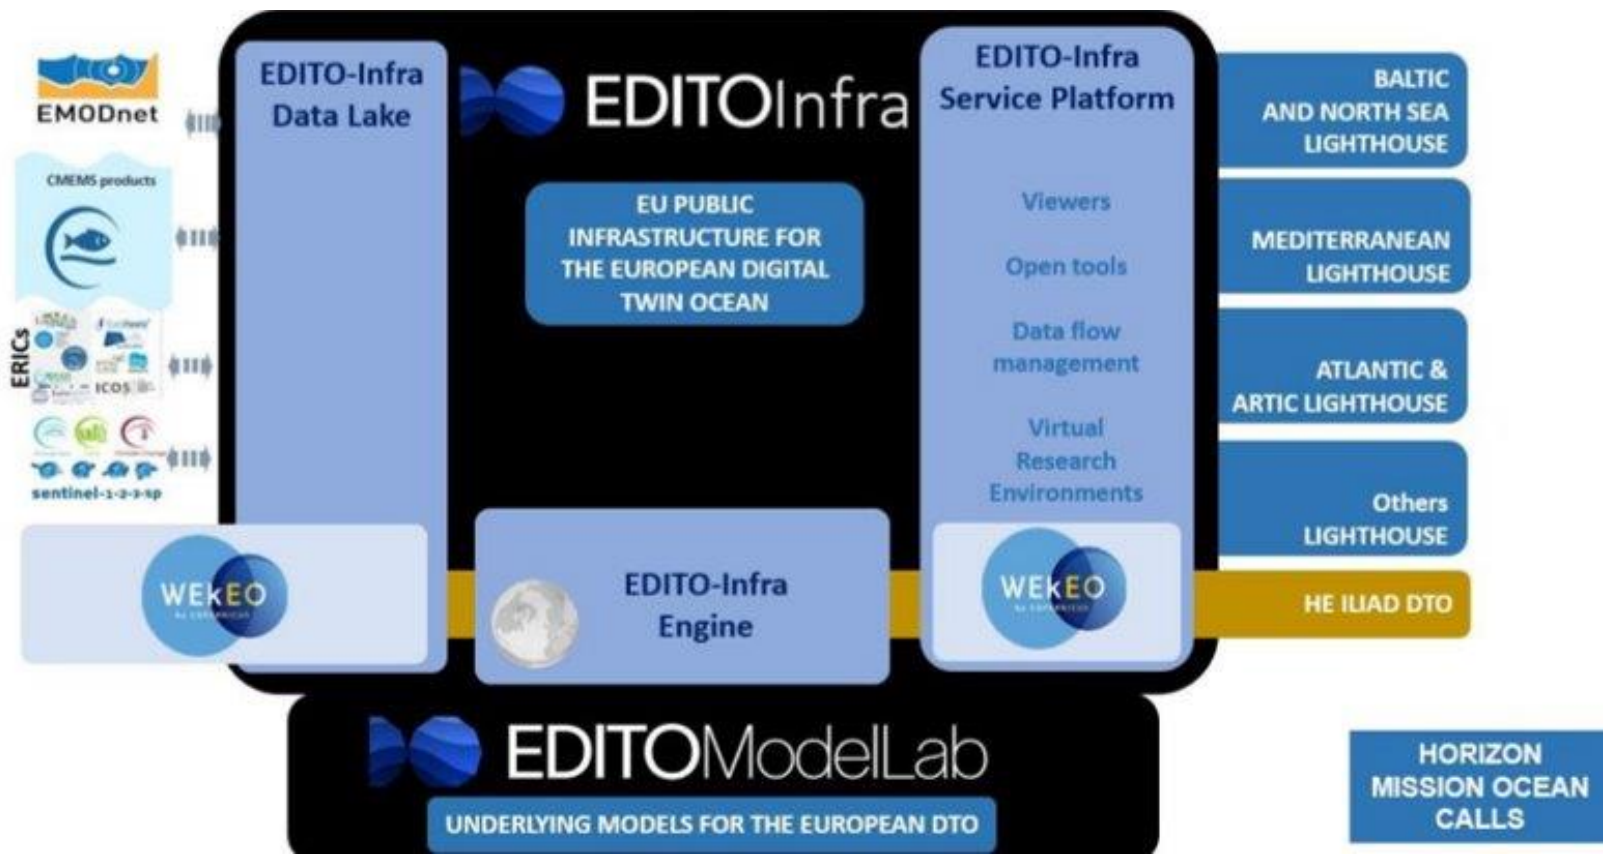 EMODnet
CMEMS products
ERICs
ICOS
sentinel-1-2-3-5p
WEkEO
EDITO-Infra
Data Lake
EDITOInfra
EU PUBLIC
INFRASTRUCTURE FOR
THE EUROPEAN DIGITAL
TWIN OCEAN
EDITO-Infra
Engine
EDITO-Infra
Service Platform
Viewers
Open tools
Data flow
management
Virtual
Research
Environments
WEkEO
BALTIC
AND NORTH SEA
LIGHTHOUSE
MEDITERRANEAN
LIGHTHOUSE
ATLANTIC &
ARTIC LIGHTHOUSE
Others
LIGHTHOUSE
HE ILIAD DTO
EDITOModelLab
UNDERLYING MODELS FOR THE EUROPEAN DTO
HORIZON
MISSION OCEAN
CALLS